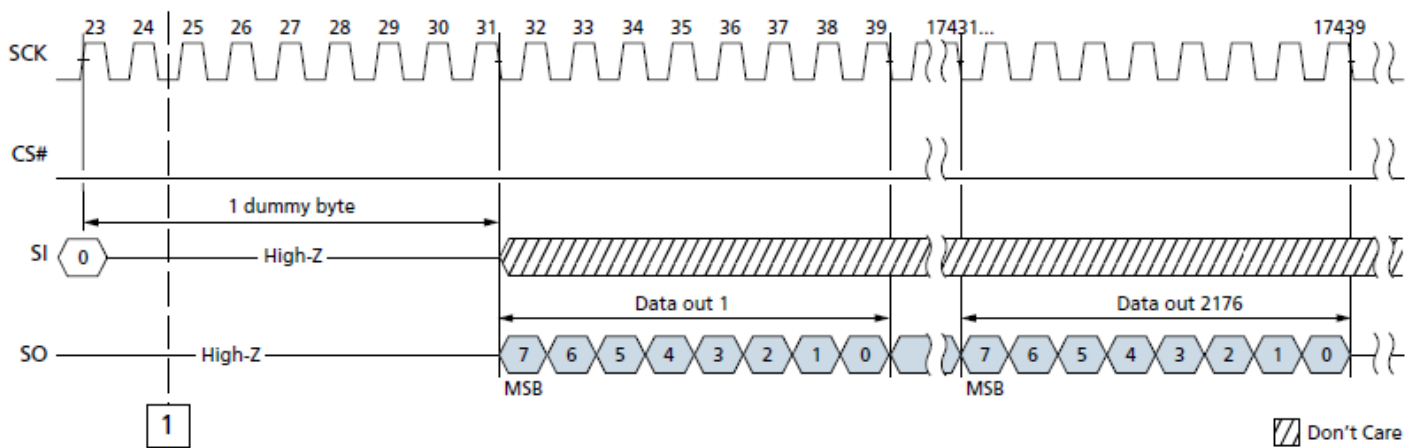 23 24 25 26 27 28 29 30 31 32 33 34 35 36 37 38 39 17431... 17439
SCK
CS#
1 dummy byte
SI 0 High-Z
Data out 1 Data out 2176
SO High-Z 7 6 5 4 3 2 1 0 7 6 5 4 3 2 1 0
MSB MSB
1
Don't Care